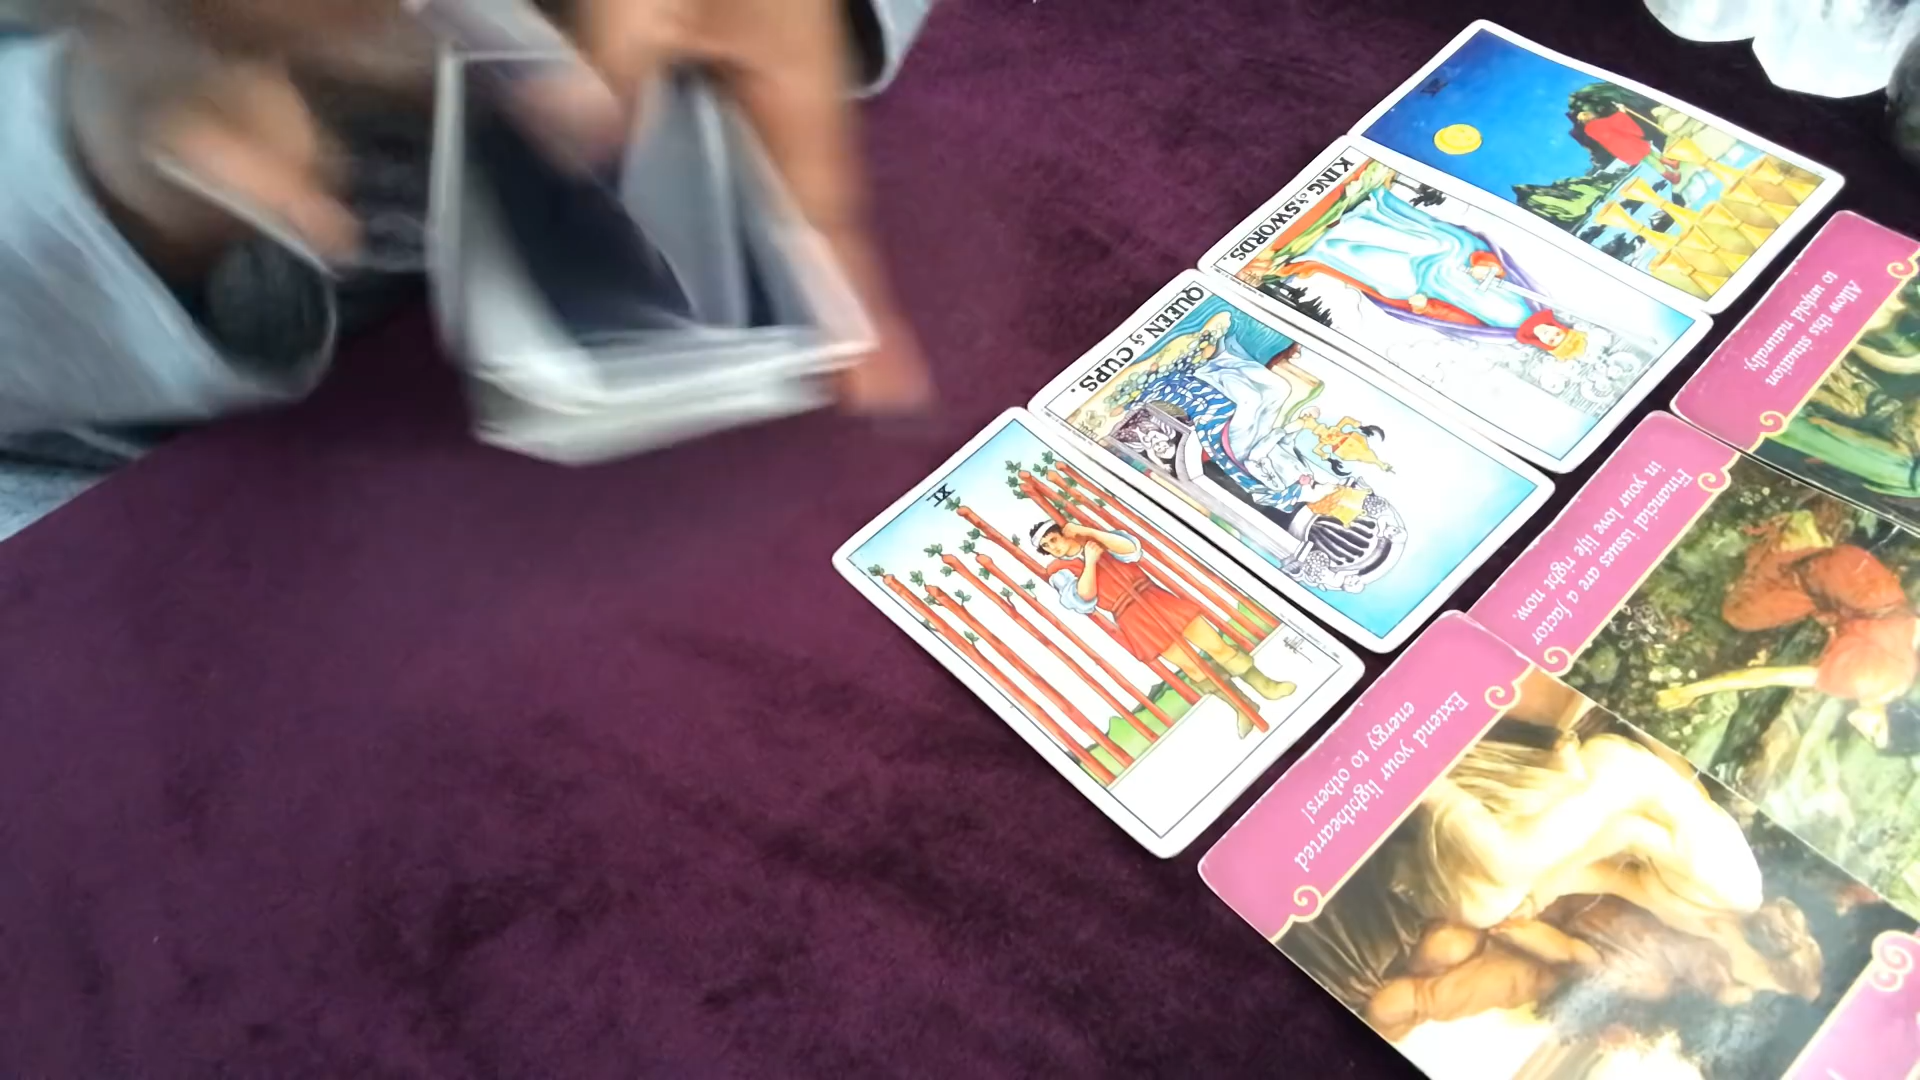 KING of SWORDS.
QUEEN of CUPS.
IX
Allow this situation
to unfold naturally.
Financial issues are a factor
in your love life right now.
Extend your lighthearted
energy to others!